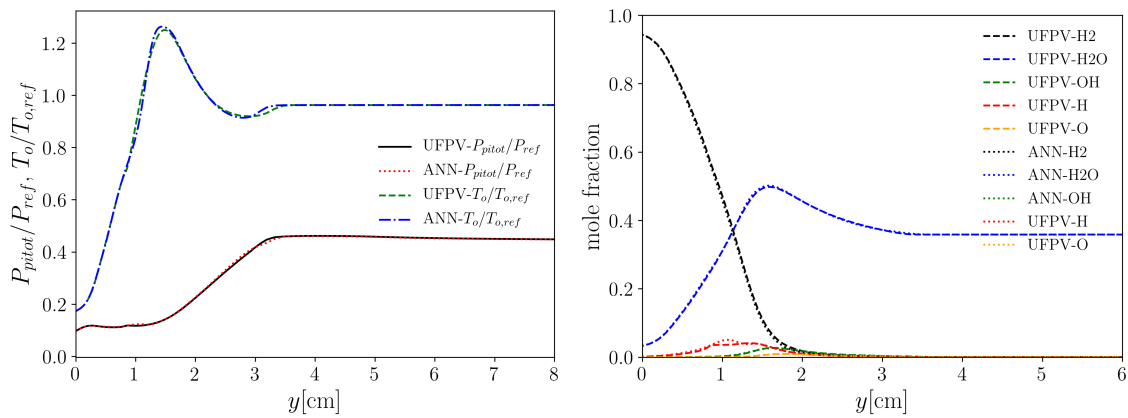 P_pitot/P_ref, T_o/T_o,ref
1.2
1.0
0.8
0.6
0.4
0.2
0.0
0 1 2 3 4 5 6 7 8
y[cm]
UFPV-P_pitot/P_ref
ANN-P_pitot/P_ref
UFPV-T_o/T_o,ref
ANN-T_o/T_o,ref
mole fraction
1.0
0.8
0.6
0.4
0.2
0.0
0 1 2 3 4 5 6
y[cm]
UFPV-H2
UFPV-H2O
UFPV-OH
UFPV-H
UFPV-O
ANN-H2
ANN-H2O
ANN-OH
UFPV-H
UFPV-O